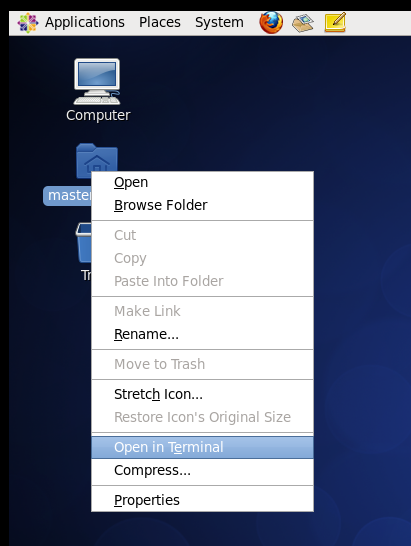 Applications Places System
Computer
master
Tr
Open
Browse Folder
Cut
Copy
Paste Into Folder
Make Link
Rename...
Move to Trash
Stretch Icon...
Restore Icon's Original Size
Open in Terminal
Compress...
Properties